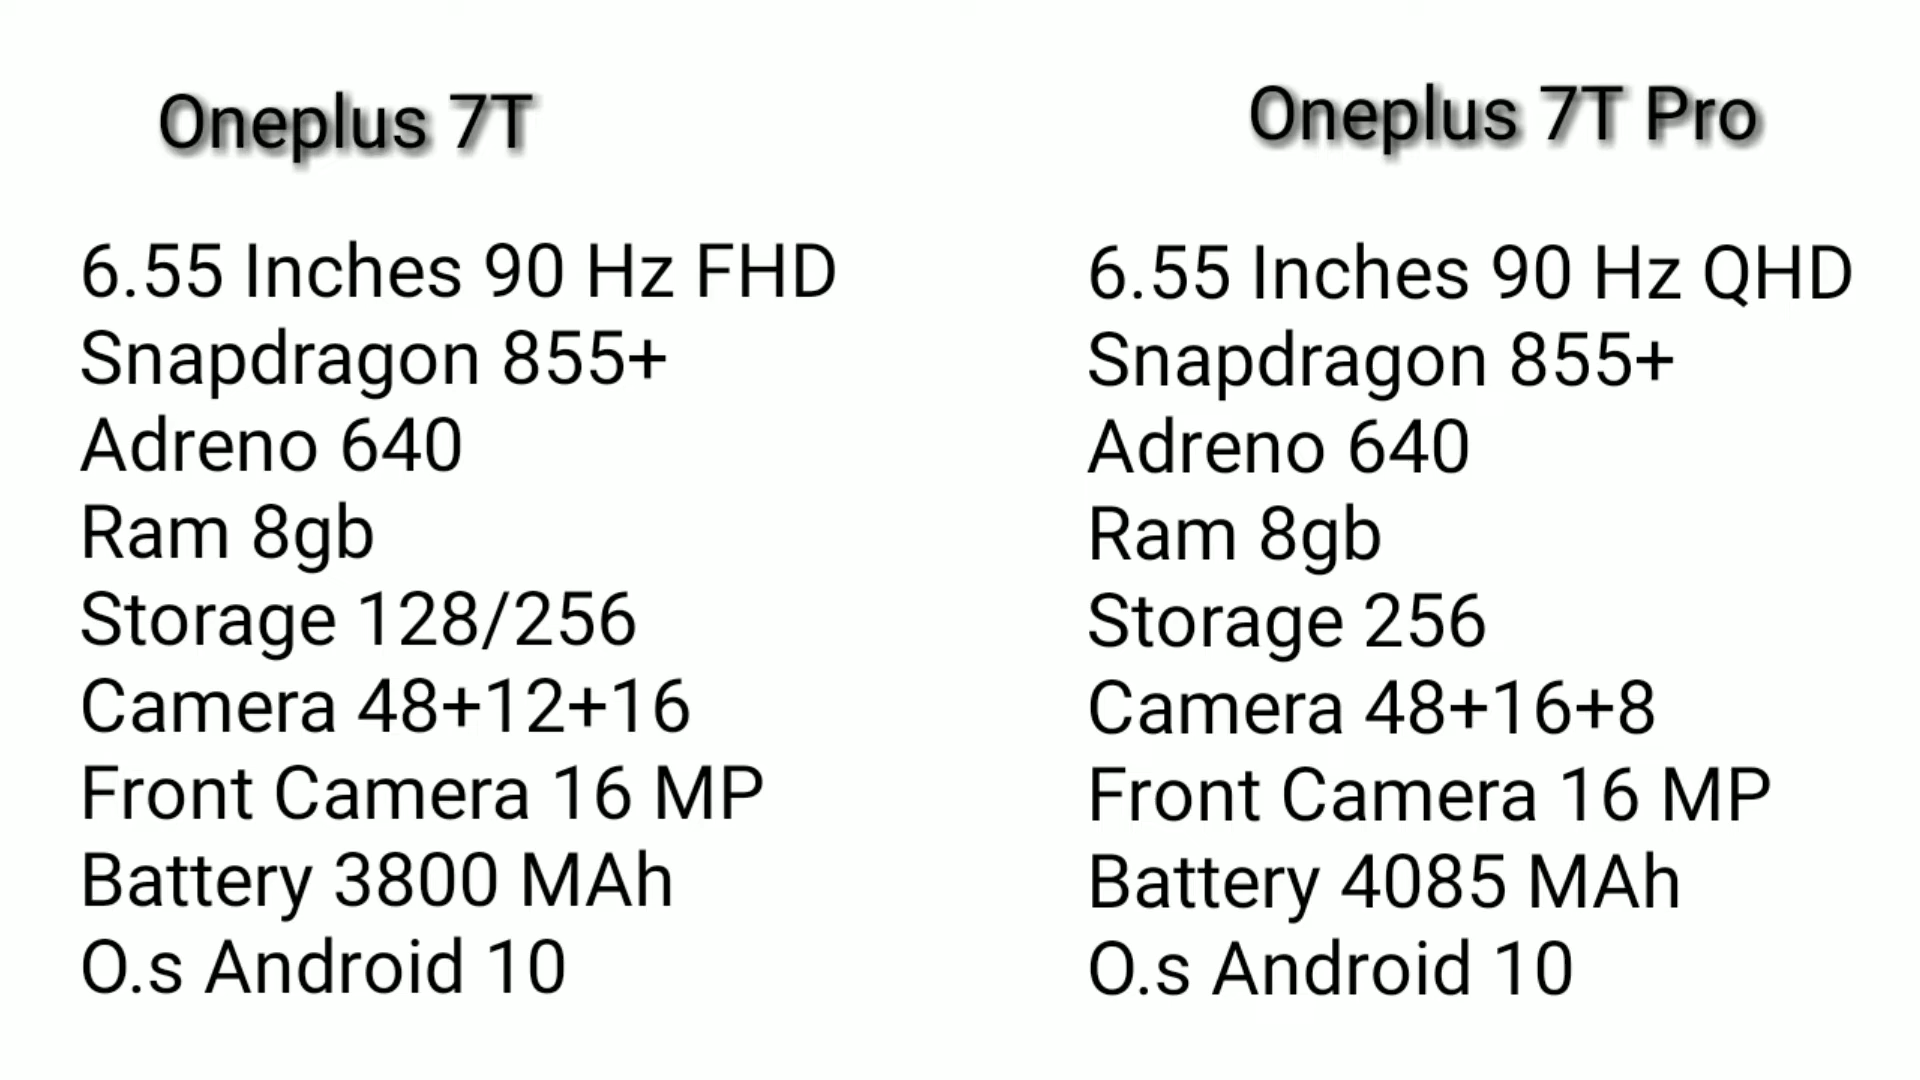 Oneplus 7T
6.55 Inches 90 Hz FHD
Snapdragon 855+
Adreno 640
Ram 8gb
Storage 128/256
Camera 48+12+16
Front Camera 16 MP
Battery 3800 MAh
O.s Android 10
Oneplus 7T Pro
6.55 Inches 90 Hz QHD
Snapdragon 855+
Adreno 640
Ram 8gb
Storage 256
Camera 48+16+8
Front Camera 16 MP
Battery 4085 MAh
O.s Android 10